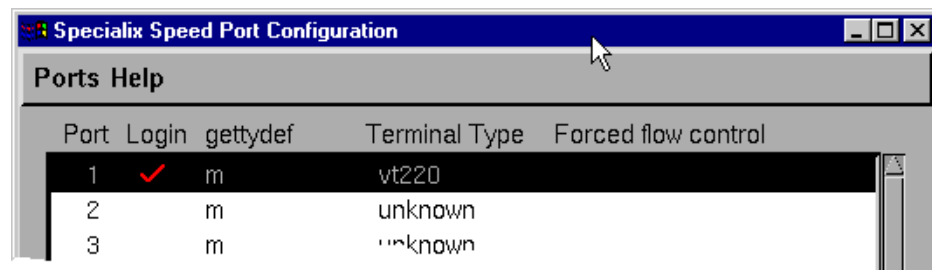 Specialix Speed Port Configuration
Ports Help
Port Login gettydef Terminal Type Forced flow control
1 m vt220
2 m unknown
3 m unknown